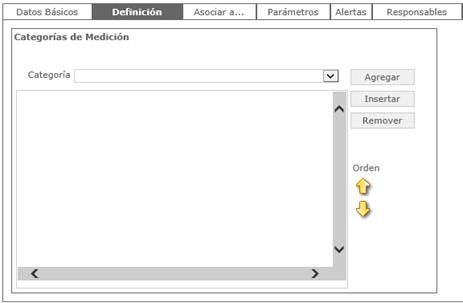 Datos Básicos Definición Asociar a... Parámetros Alertas Responsables
Categorías de Medición
Categoría Agregar
Insertar
Remover
Orden